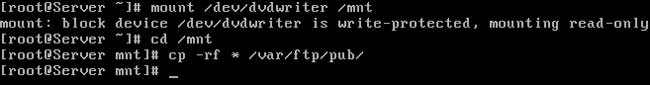 [root@Server ~]# mount /dev/dvdwriter /mnt
mount: block device /dev/dvdwriter is write-protected, mounting read-only
[root@Server ~]# cd /mnt
[root@Server mnt]# cp -rf * /var/ftp/pub/
[root@Server mnt]# _